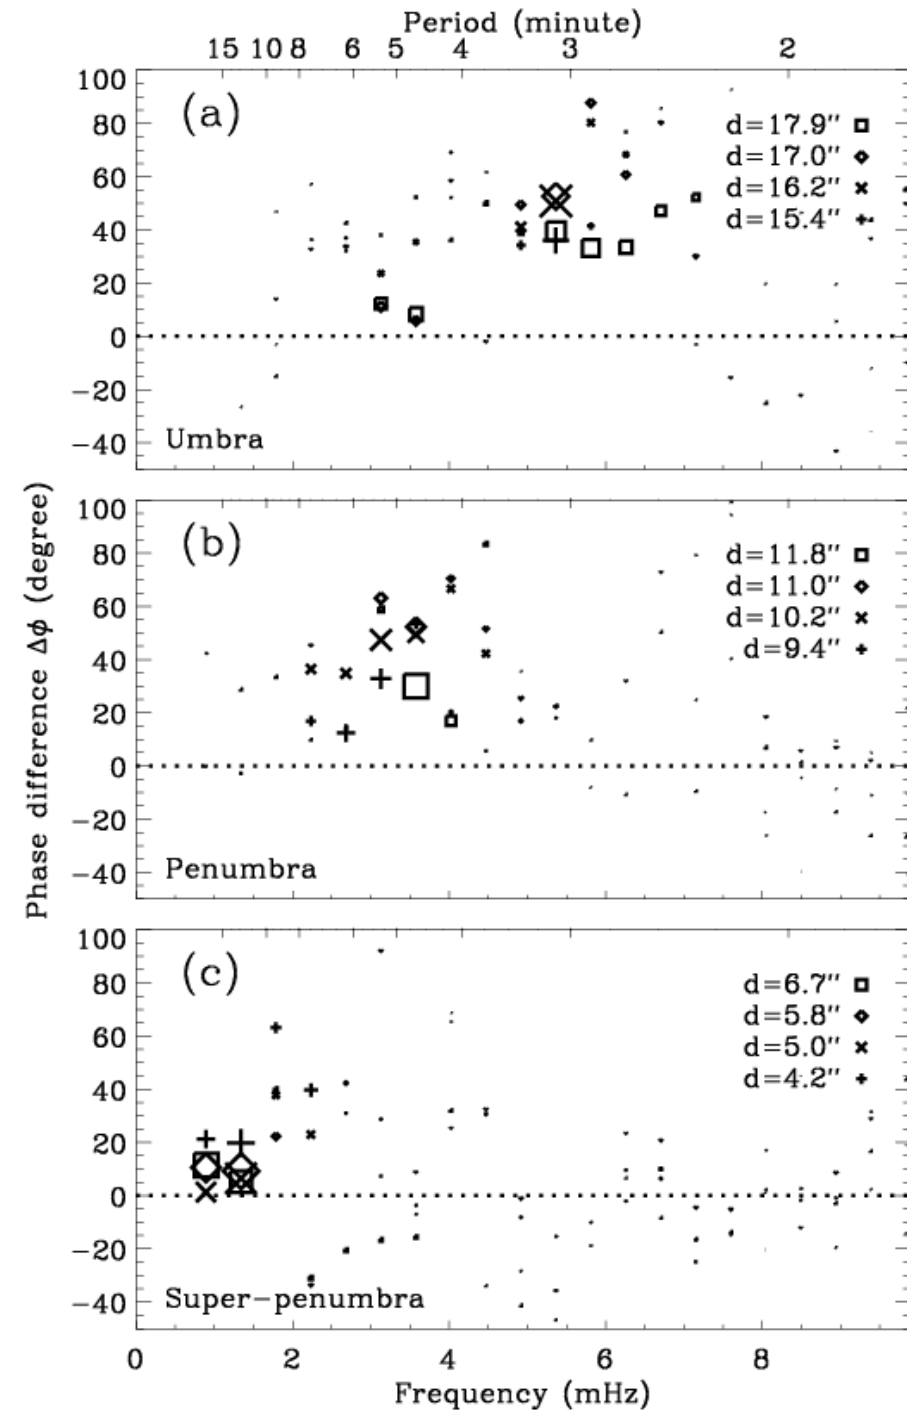 Period (minute)
15 10 8 6 5 4 3 2
(a)
100
80
60
40
20
0
−20
−40
d=17.9″
d=17.0″
d=16.2″
d=15.4″
Umbra
Phase difference Δϕ (degree)
(b)
100
80
60
40
20
0
−20
−40
d=11.8″
d=11.0″
d=10.2″
d=9.4″
Penumbra
(c)
100
80
60
40
20
0
−20
−40
d=6.7″
d=5.8″
d=5.0″
d=4.2″
Super−penumbra
0 2 4 6 8
Frequency (mHz)